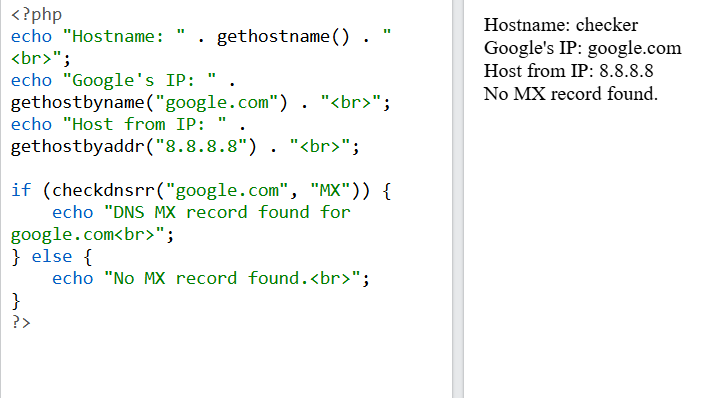 <?php
echo "Hostname: " . gethostname() . "
<br>";
echo "Google's IP: " .
gethostbyname("google.com") . "<br>";
echo "Host from IP: " .
gethostbyaddr("8.8.8.8") . "<br>";
if (checkdnsrr("google.com", "MX")) {
    echo "DNS MX record found for
google.com<br>";
} else {
    echo "No MX record found.<br>";
}
?>
Hostname: checker
Google's IP: google.com
Host from IP: 8.8.8.8
No MX record found.